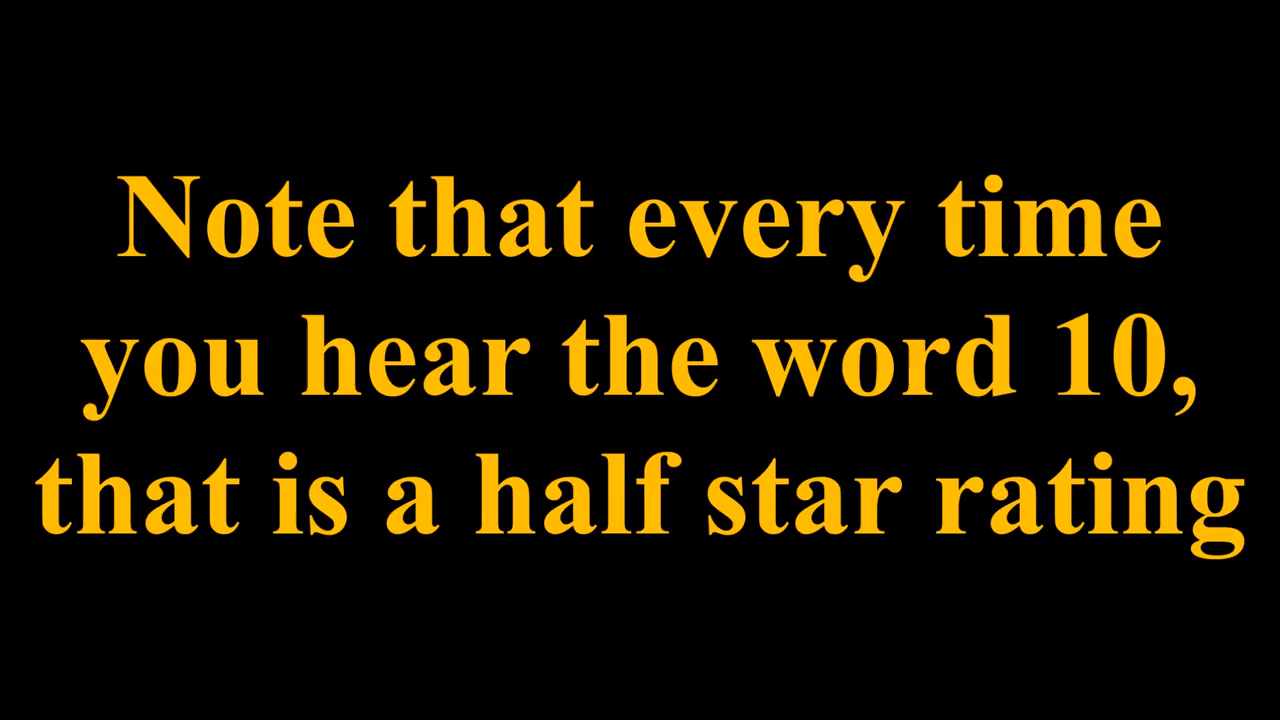 Note that every time
you hear the word 10,
that is a half star rating